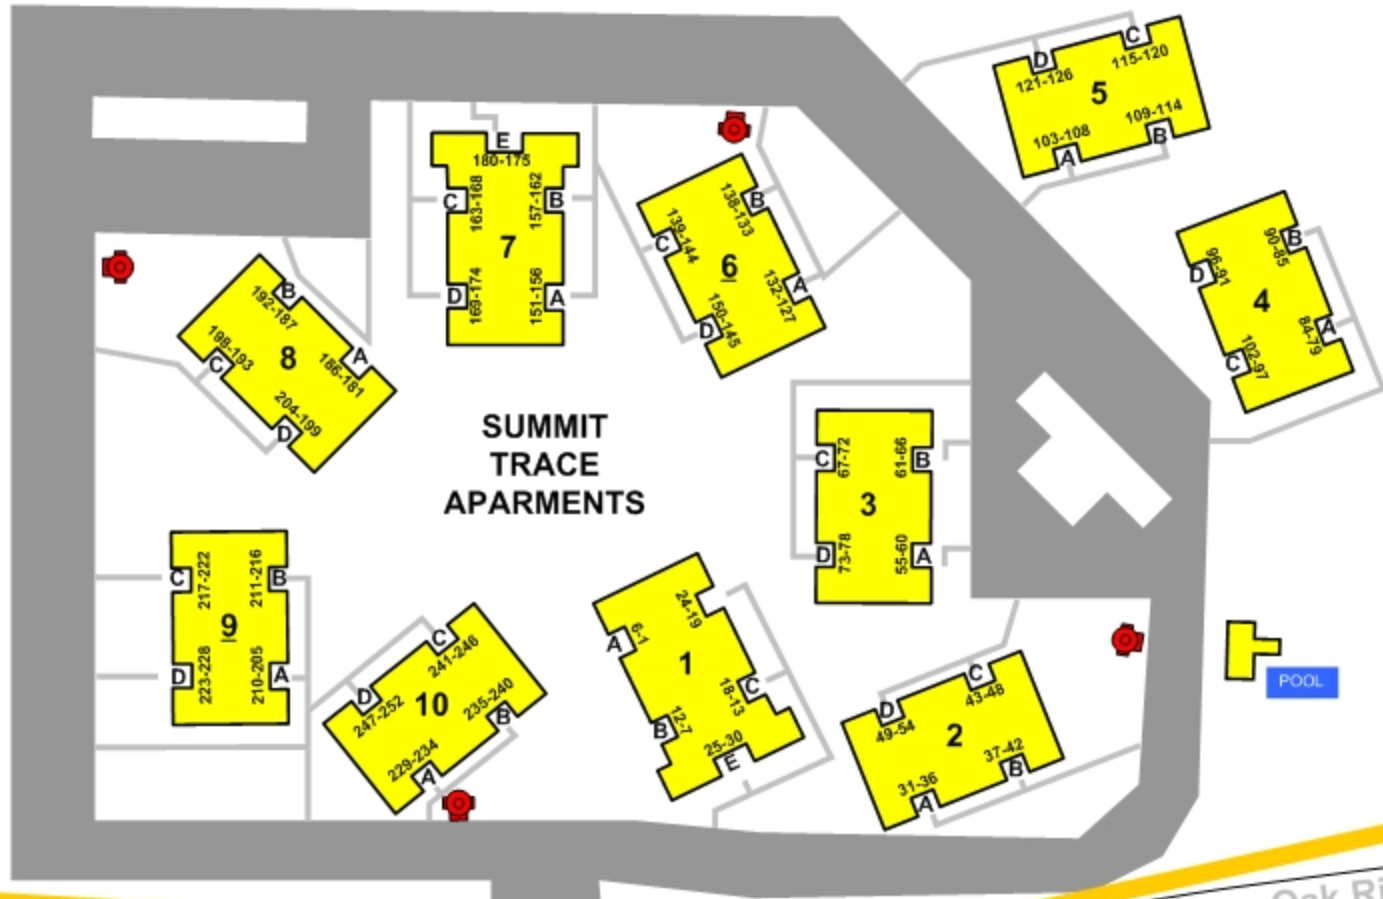 C
D
115-120
121-126
5
109-114
103-108
B
A
E
180-175
163-168
157-162
C
B
7
D
169-174
151-156
A
138-133
B
139-144
C
6
A
132-127
150-145
D
90-85
B
96-91
D
4
84-79
A
102-97
C
B
192-187
198-193
C
8
A
186-181
204-199
D
SUMMIT
TRACE
APARMENTS
C
67-72
61-66
B
3
D
73-78
55-60
A
C
217-222
211-216
B
9
D
223-228
210-205
A
C
241-246
D
247-252
10
235-240
B
229-234
A
24-19
A
6-1
1
18-13
C
B
12-7
25-30
E
C
43-48
D
49-54
2
37-42
B
31-36
A
POOL
Oak Ri